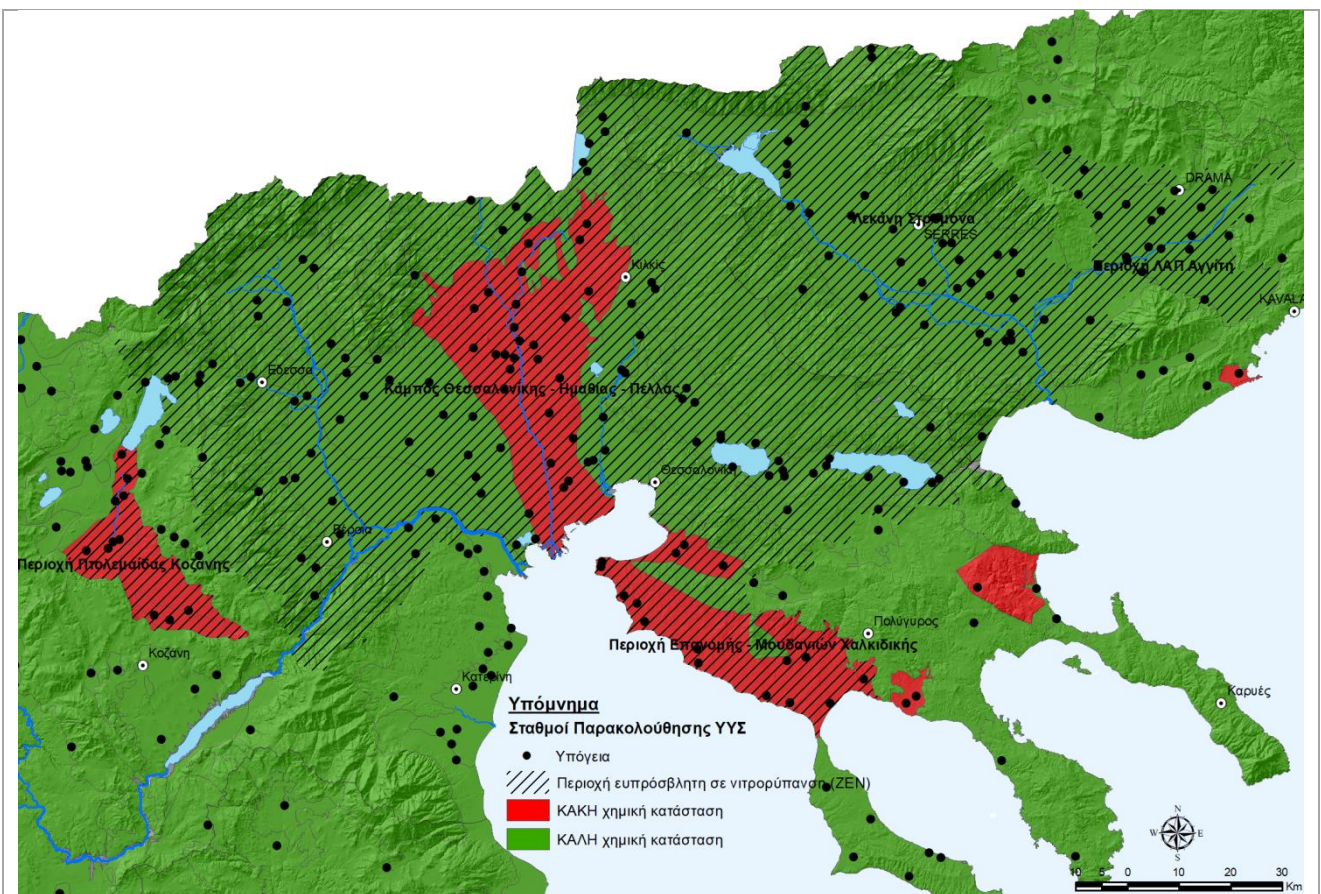 DRAMA
Λεκάνη Στρυμόνα
SERRES
Περιοχή ΛΑΠ Αγγίτη
Κιλκίς
KAVALA
Έδεσσα
Κάμπος Θεσσαλονίκης - Ημαθίας - Πέλλας
Θεσσαλονίκη
Βέροια
Περιοχή Πτολεμαΐδας Κοζάνης
Πολύγυρος
Περιοχή Επανομής - Μουδανιών Χαλκιδικής
Κοζάνη
Κατερίνη
Καρυές
Υπόμνημα
Σταθμοί Παρακολούθησης ΥΥΣ
Υπόγεια
Περιοχή ευπρόσβλητη σε νιτρορύπανση (ΖΕΝ)
ΚΑΚΗ χημική κατάσταση
ΚΑΛΗ χημική κατάσταση
N
W E
S
10 5 0 10 20 30
Km